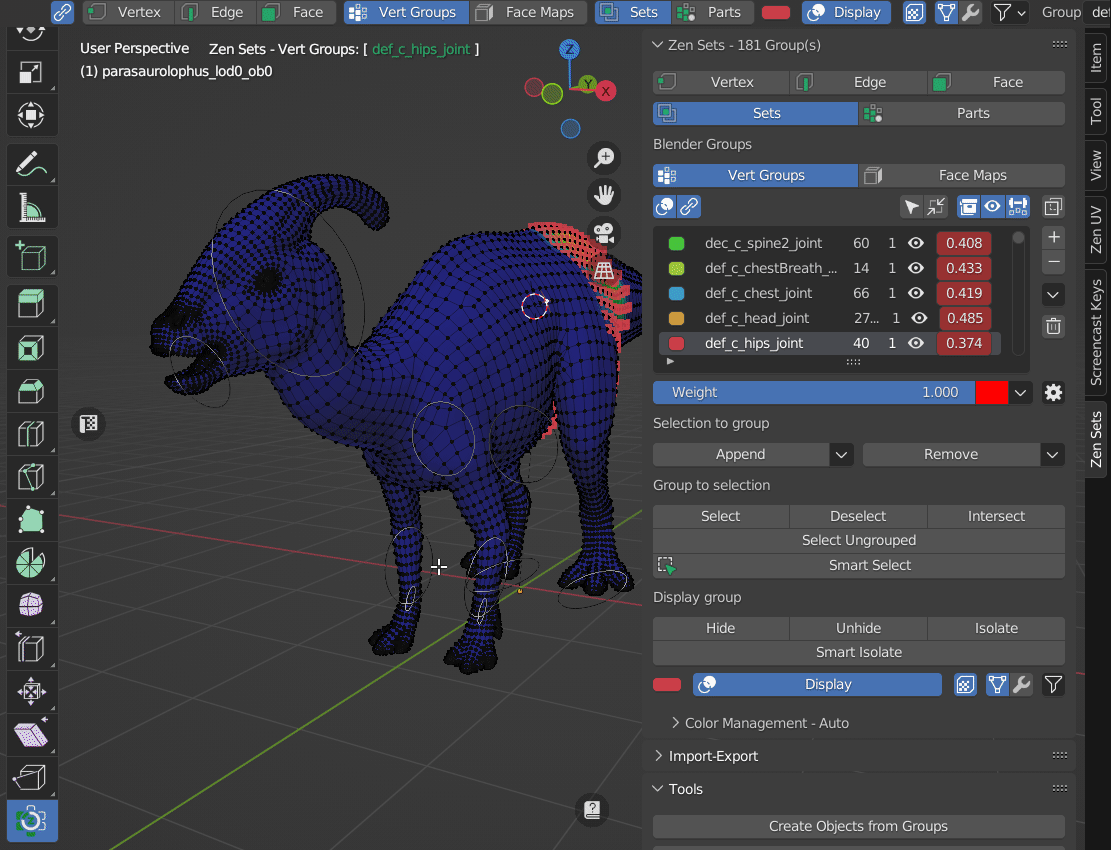 Vertex Edge Face Vert Groups Face Maps Sets Parts Display Group def
User Perspective Zen Sets - Vert Groups: [ def_c_hips_joint ]
(1) parasaurolophus_lod0_ob0
Z
Y
X
Zen Sets - 181 Group(s)
Vertex Edge Face
Sets Parts
Blender Groups
Vert Groups Face Maps
dec_c_spine2_joint 60 1 0.408
def_c_chestBreath_... 14 1 0.433
def_c_chest_joint 66 1 0.419
def_c_head_joint 27... 1 0.485
def_c_hips_joint 40 1 0.374
Weight 1.000
Selection to group
Append Remove
Group to selection
Select Deselect Intersect
Select Ungrouped
Smart Select
Display group
Hide Unhide Isolate
Smart Isolate
Display
Color Management - Auto
Import-Export
Tools
Create Objects from Groups
Item
Tool
View
Zen UV
Screencast Keys
Zen Sets